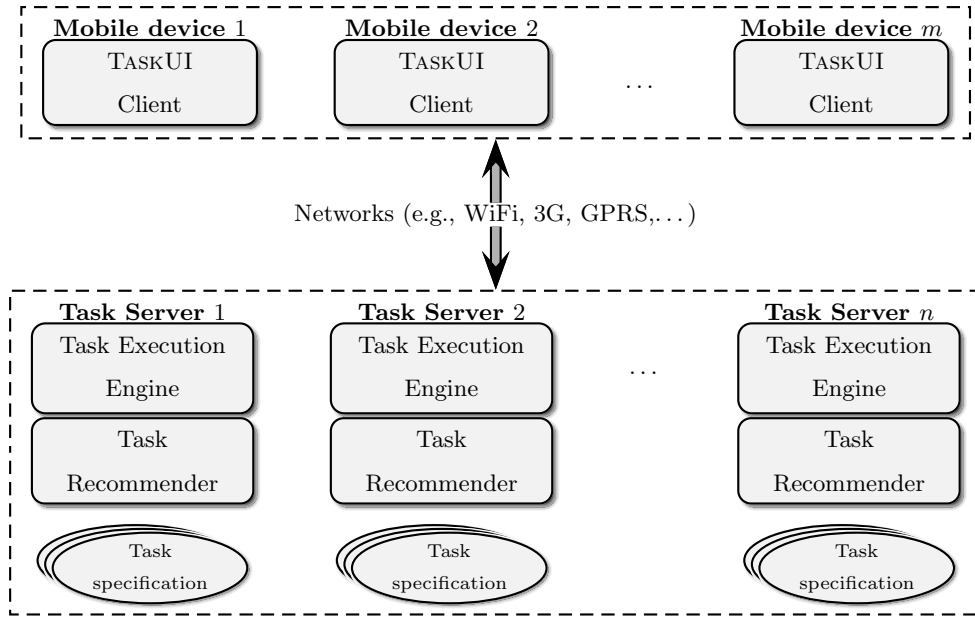 Mobile device 1 Mobile device 2 Mobile device m
TASKUI TASKUI TASKUI
Client Client ... Client
Networks (e.g., WiFi, 3G, GPRS,...)
Task Server 1 Task Server 2 Task Server n
Task Execution Task Execution Task Execution
Engine Engine ... Engine
Task Task Task
Recommender Recommender Recommender
Task Task Task
specification specification specification